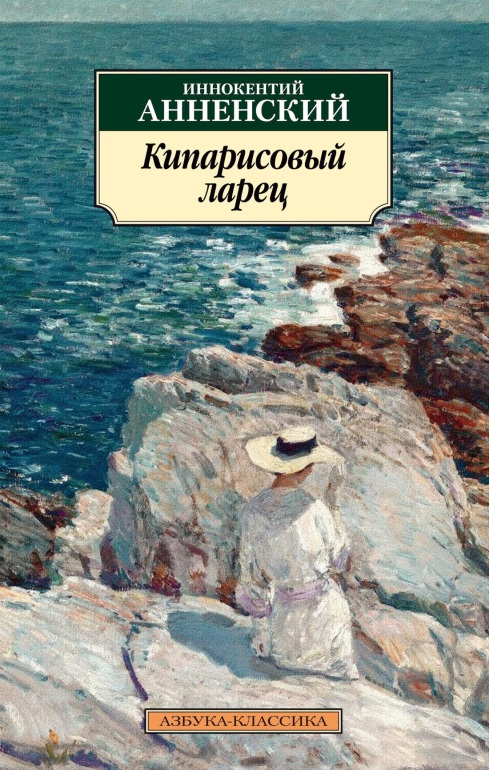 ИННОКЕНТИЙ
АННЕНСКИЙ
Кипарисовый
ларец
АЗБУКА-КЛАССИКА